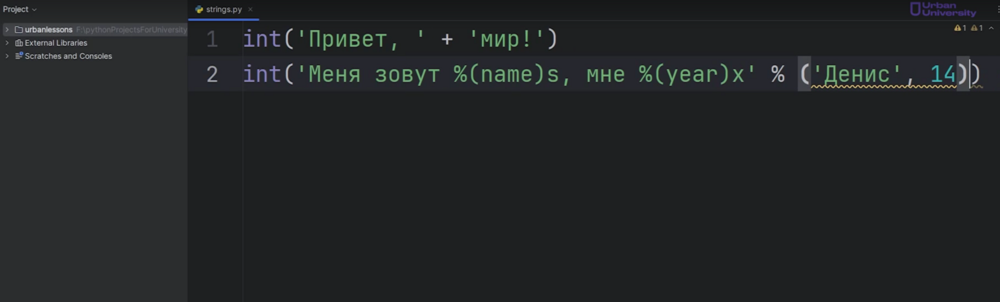 Project
strings.py
Urban
University
urbanlessons F:\pythonProjectsForUniversity
External Libraries
Scratches and Consoles
1 1
1 int('Привет, ' + 'мир!')
2 int('Меня зовут %(name)s, мне %(year)x' % ('Денис', 14))